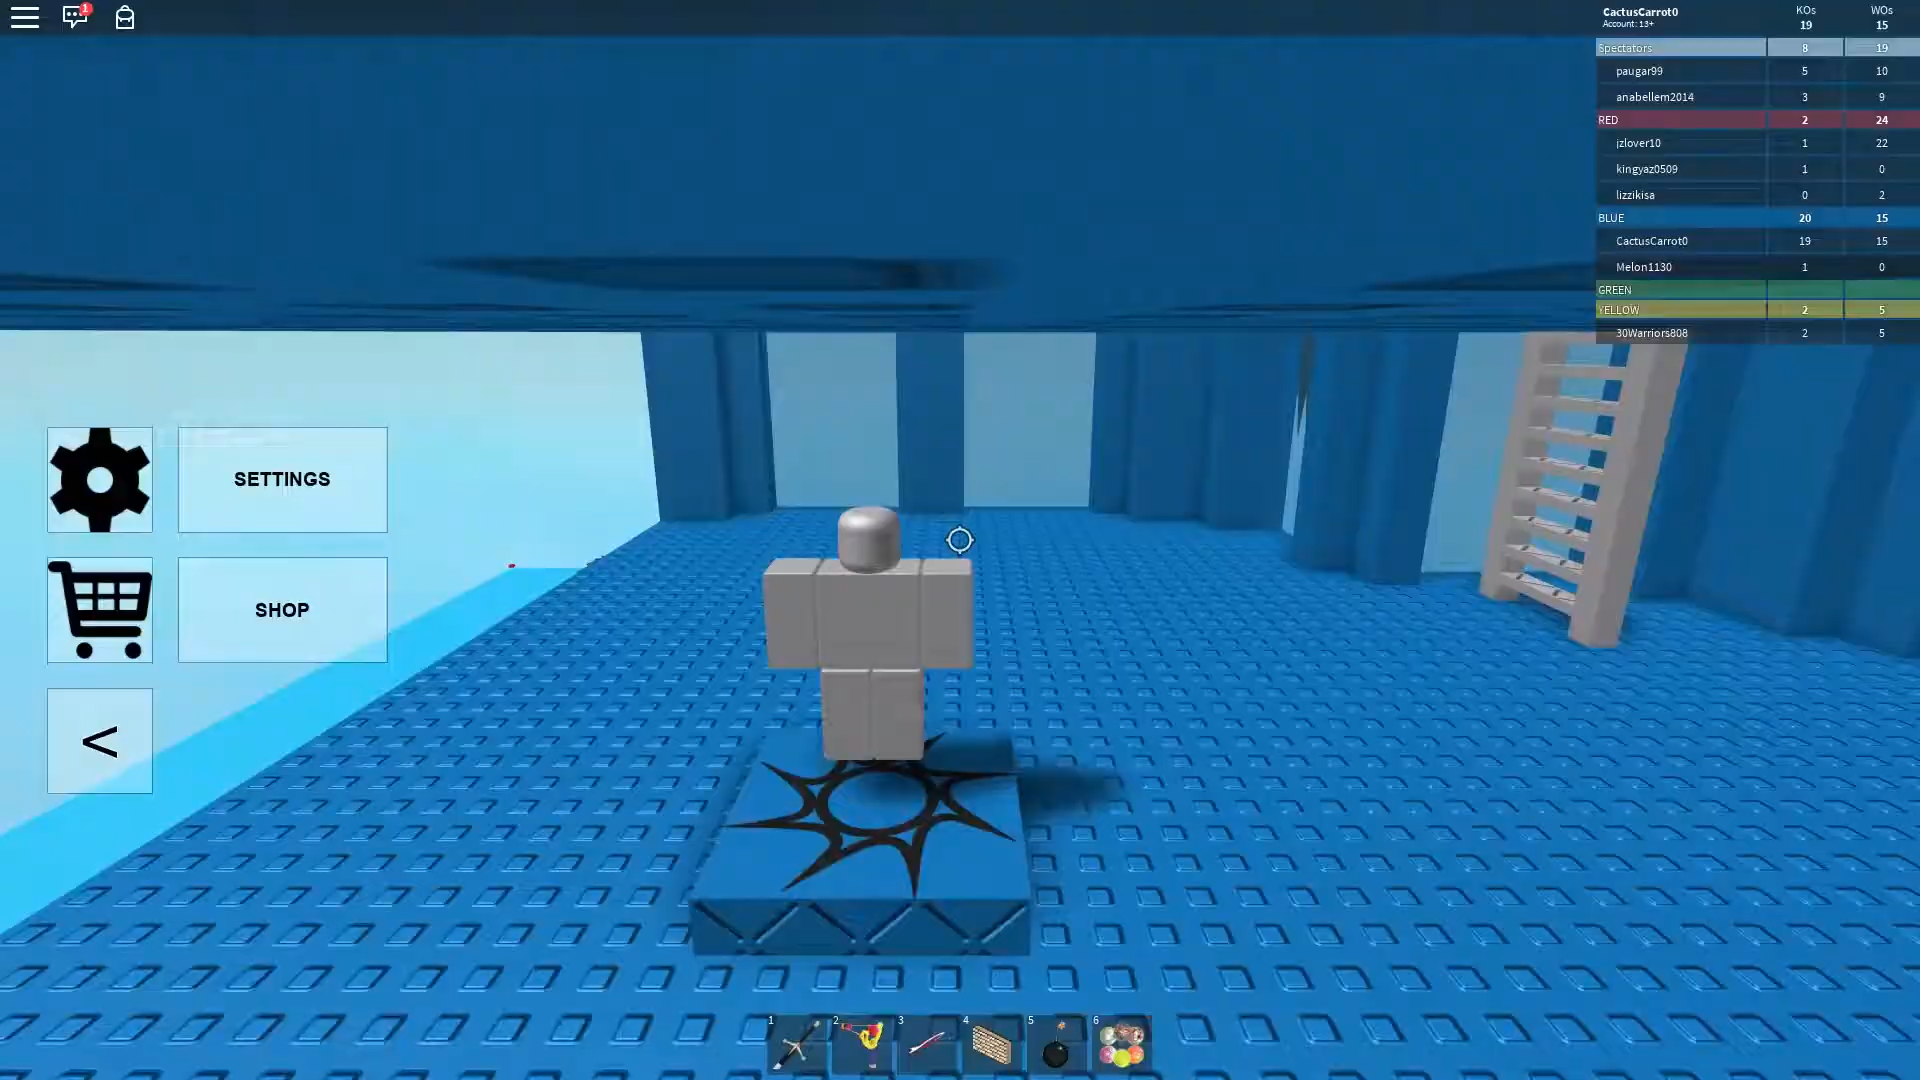 1
CactusCarrot0 KOs WOs
Account: 13+ 19 15
Spectators 8 19
paugar99 5 10
anabellem2014 3 9
RED 2 24
jzlover10 1 22
kingyaz0509 1 0
lizzikisa 0 2
BLUE 20 15
CactusCarrot0 19 15
Melon1130 1 0
GREEN
YELLOW 2 5
30Warriors808 2 5
SETTINGS
SHOP
<
1 2 3 4 5 6